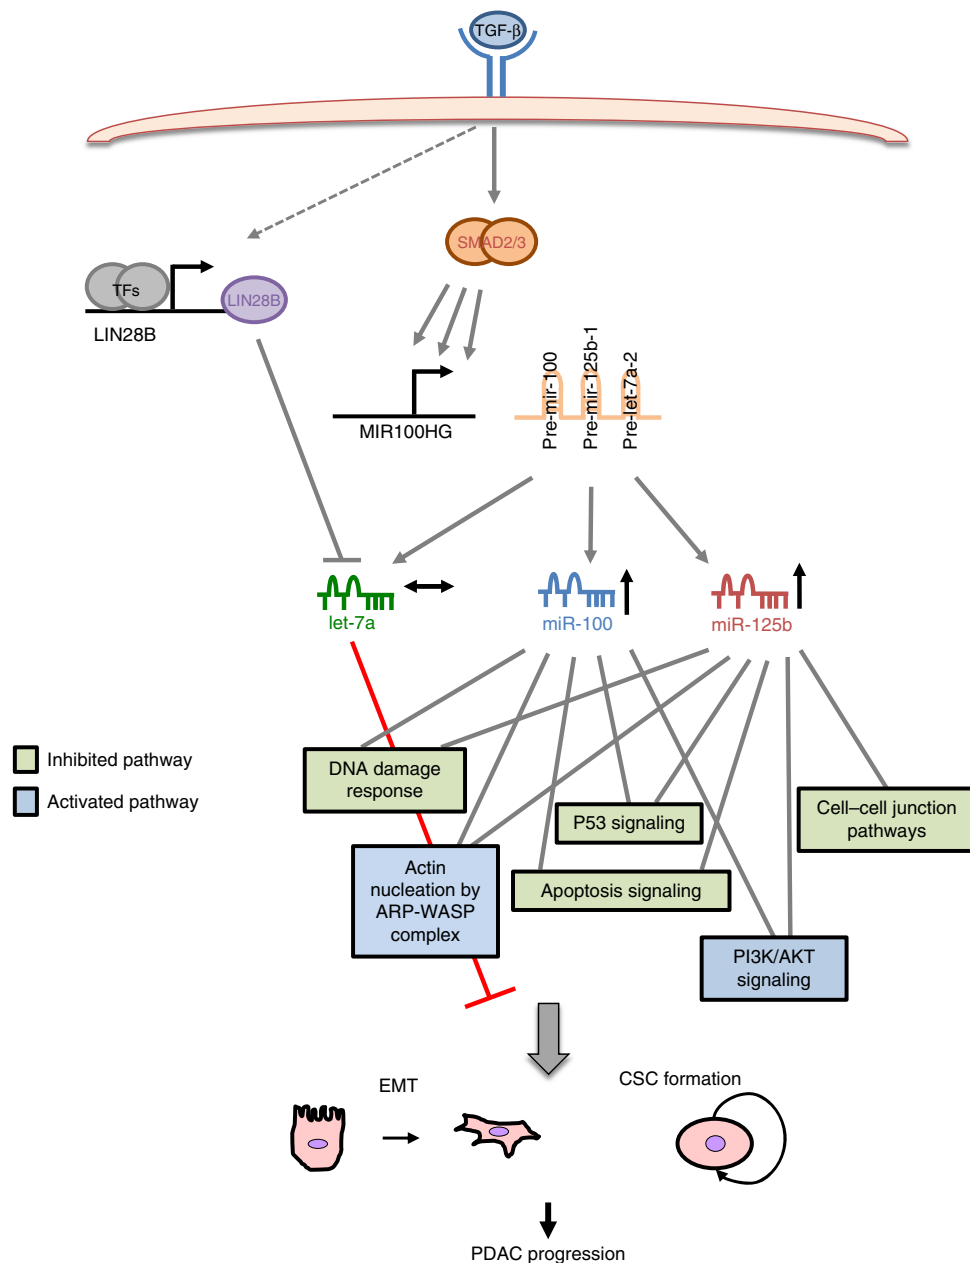 TGF-β
SMAD2/3
TFs
LIN28B
LIN28B
MIR100HG
Pre-mir-100
Pre-mir-125b-1
Pre-let-7a-2
let-7a
miR-100
miR-125b
Inhibited pathway
Activated pathway
DNA damage
response
P53 signaling
Cell–cell junction
pathways
Actin
nucleation by
ARP-WASP
complex
Apoptosis signaling
PI3K/AKT
signaling
EMT
CSC formation
PDAC progression